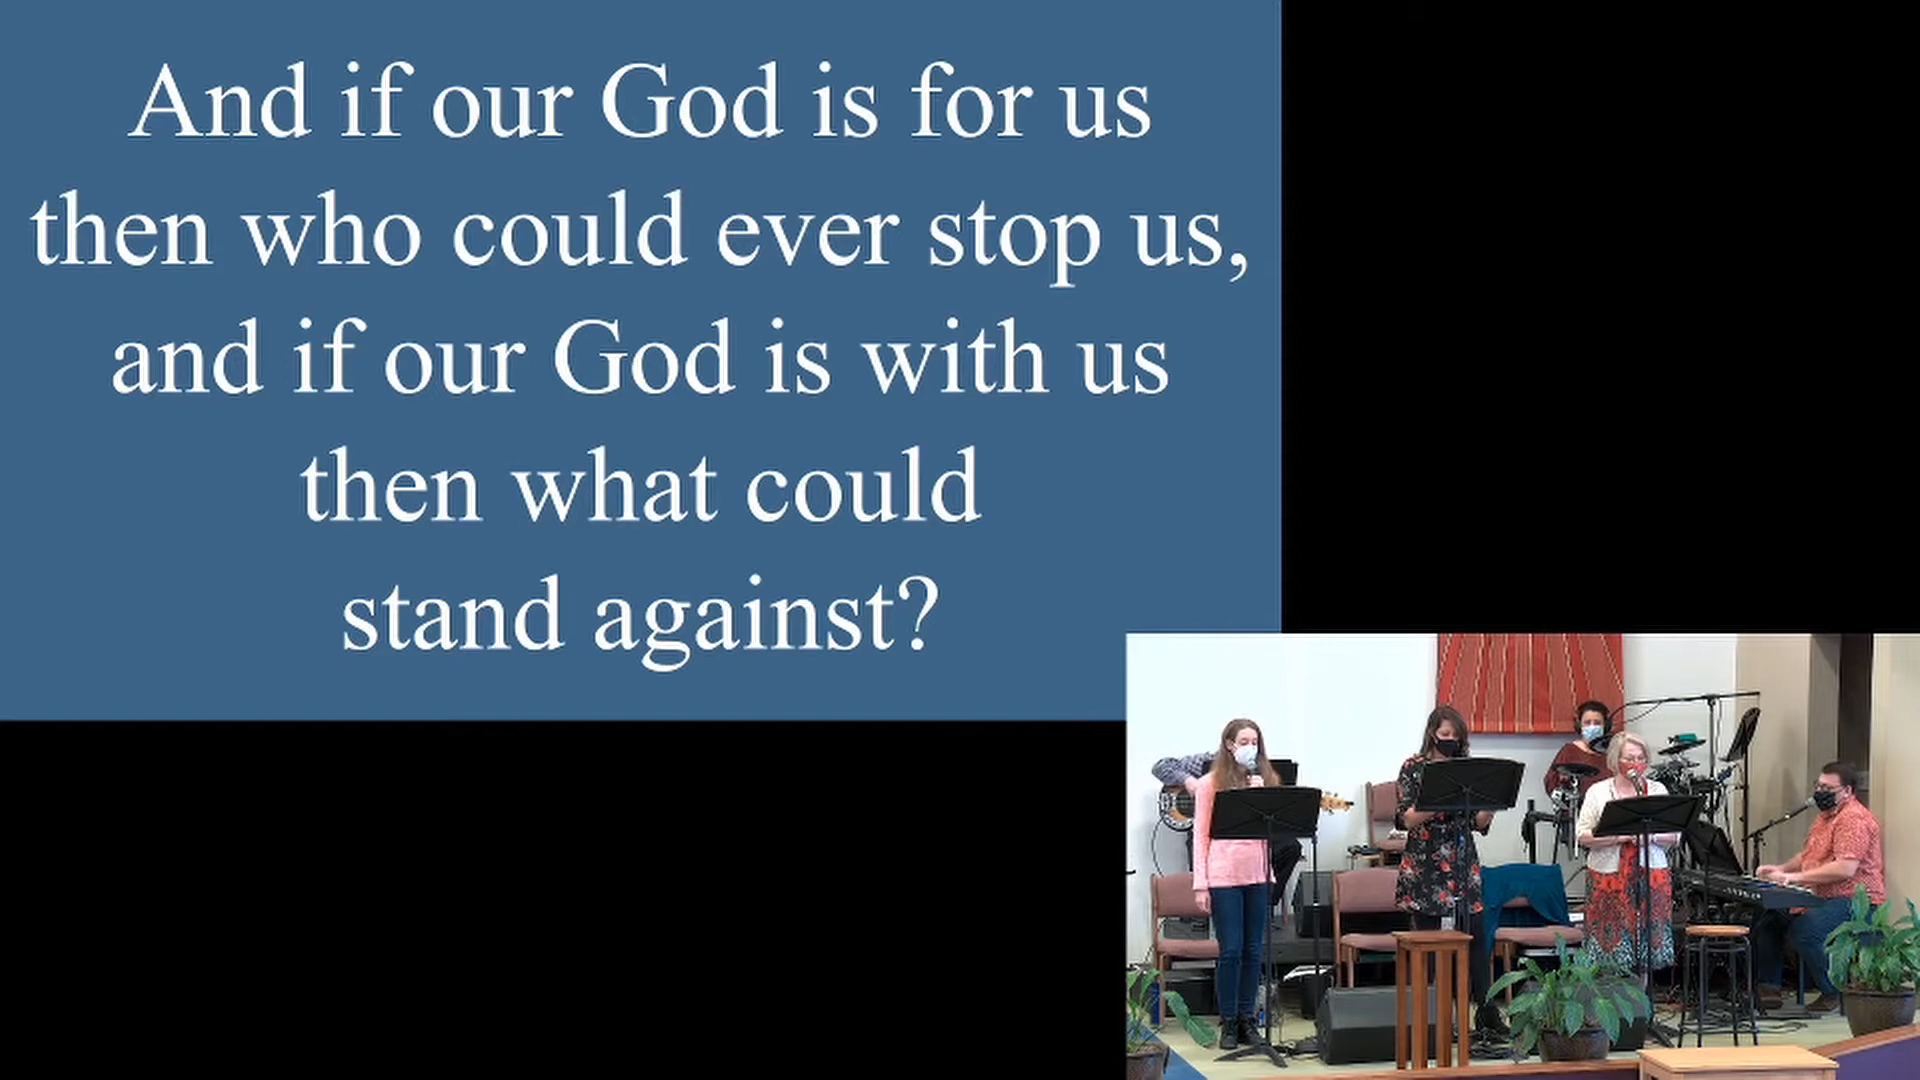 And if our God is for us
then who could ever stop us,
and if our God is with us
then what could
stand against?